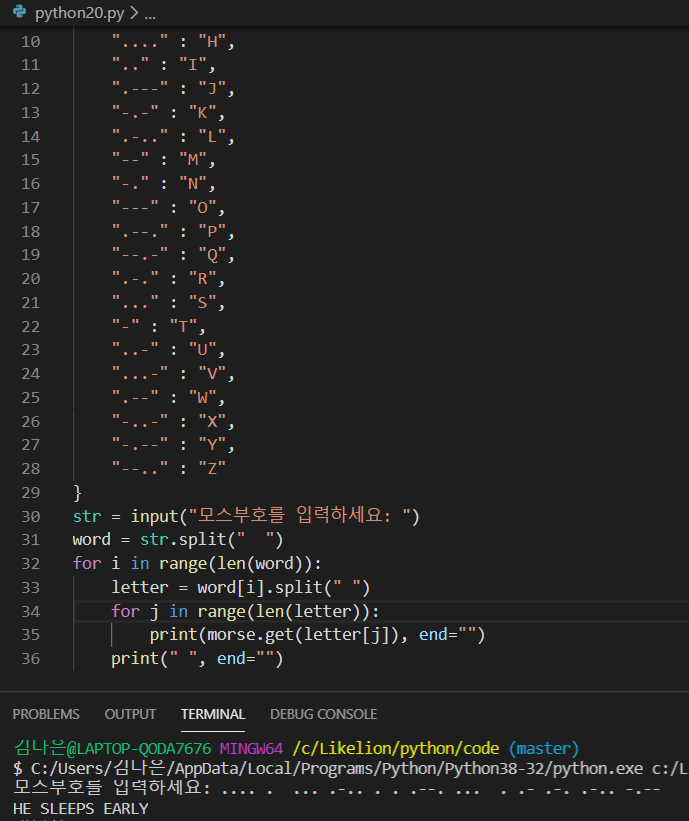 python20.py > ...
10 "...." : "H",
11 ".." : "I",
12 ".---" : "J",
13 "-.-" : "K",
14 ".-.." : "L",
15 "--" : "M",
16 "-." : "N",
17 "---" : "O",
18 ".--." : "P",
19 "--.-" : "Q",
20 ".-." : "R",
21 "..." : "S",
22 "-" : "T",
23 "..-" : "U",
24 "...-" : "V",
25 ".--" : "W",
26 "-..-" : "X",
27 "-.--" : "Y",
28 "--.." : "Z"
29 }
30 str = input("모스부호를 입력하세요: ")
31 word = str.split("  ")
32 for i in range(len(word)):
33 letter = word[i].split(" ")
34 for j in range(len(letter)):
35 print(morse.get(letter[j]), end="")
36 print(" ", end="")
PROBLEMS OUTPUT TERMINAL DEBUG CONSOLE
김나은@LAPTOP-QODA7676 MINGW64 /c/Likelion/python/code (master)
$ C:/Users/김나은/AppData/Local/Programs/Python/Python38-32/python.exe c:/L
모스부호를 입력하세요: .... .  ... .-.. . . .--. ...  . .- .-. .-.. -.--
HE SLEEPS EARLY